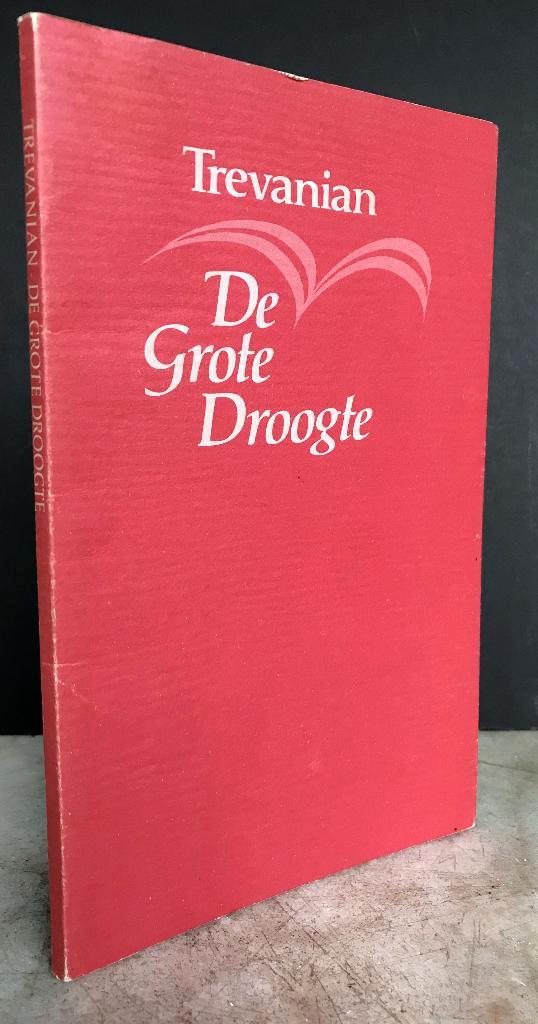 Trevanian
De
Grote
Droogte
TREVANIAN · DE GROTE DROOGTE